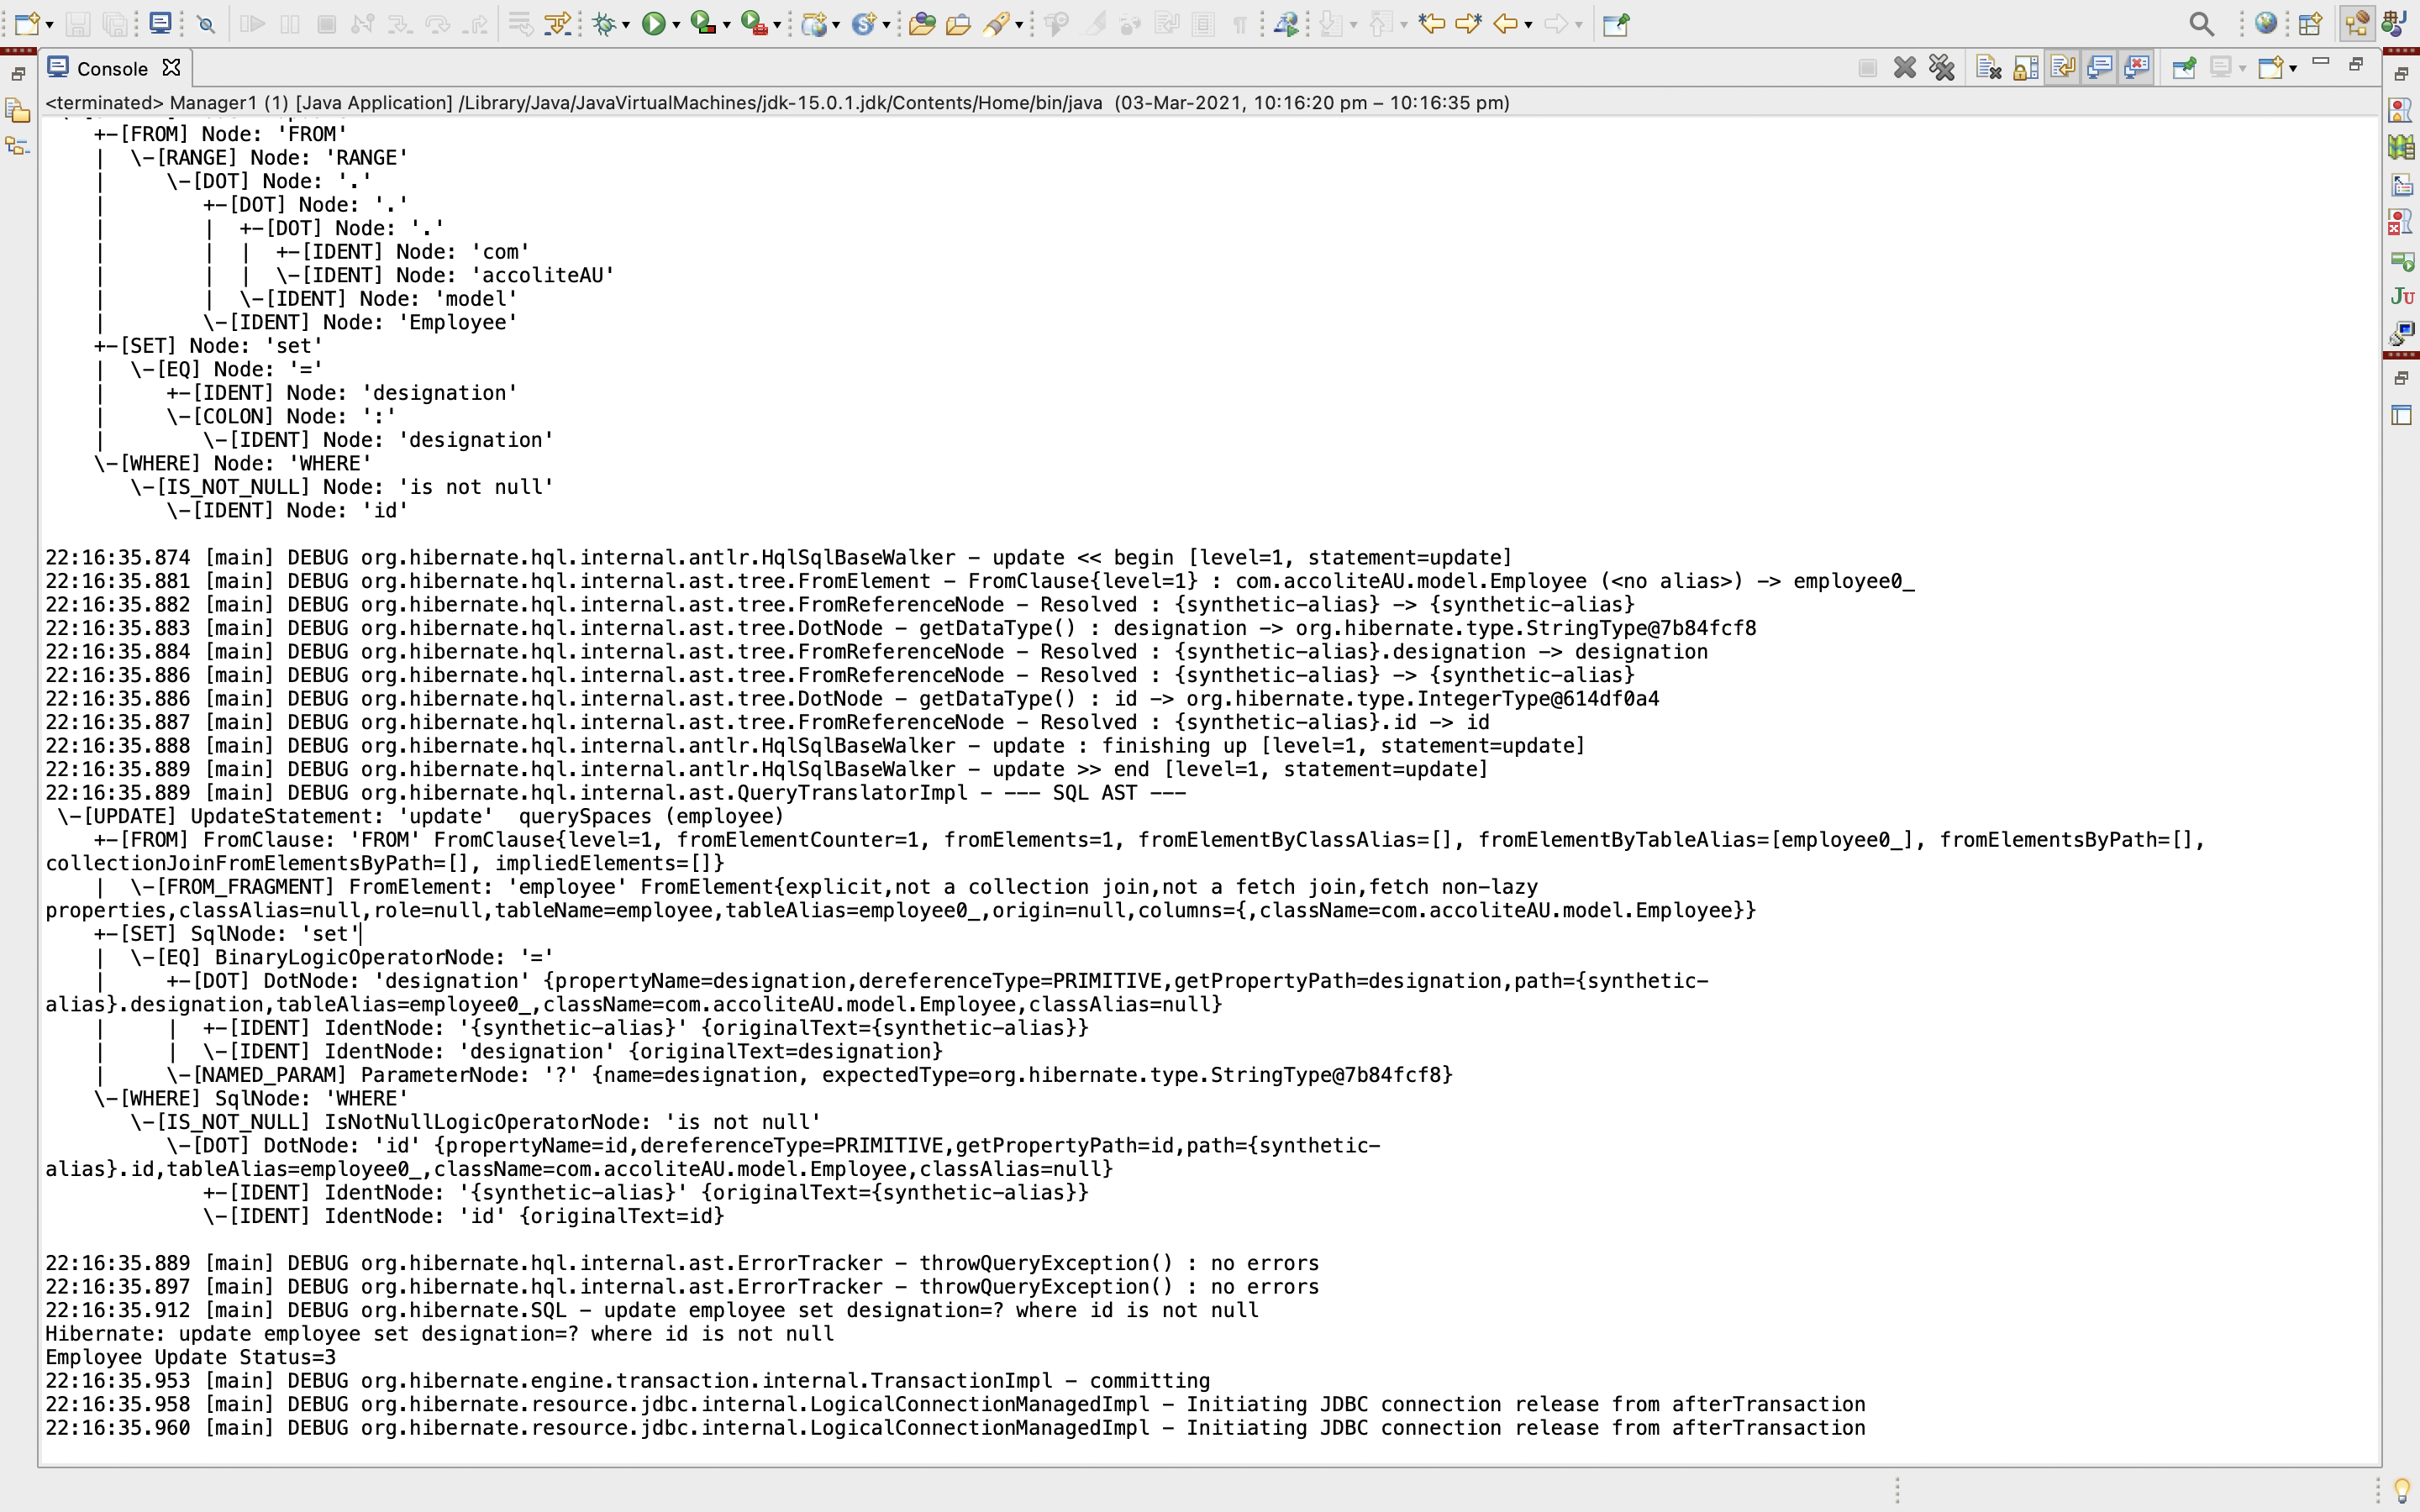 Console
<terminated> Manager1 (1) [Java Application] /Library/Java/JavaVirtualMachines/jdk-15.0.1.jdk/Contents/Home/bin/java  (03-Mar-2021, 10:16:20 pm – 10:16:35 pm)
    +-[FROM] Node: 'FROM'
    |  \-[RANGE] Node: 'RANGE'
    |     \-[DOT] Node: '.'
    |        +-[DOT] Node: '.'
    |        |  +-[DOT] Node: '.'
    |        |  |  +-[IDENT] Node: 'com'
    |        |  |  \-[IDENT] Node: 'accoliteAU'
    |        |  \-[IDENT] Node: 'model'
    |        \-[IDENT] Node: 'Employee'
    +-[SET] Node: 'set'
    |  \-[EQ] Node: '='
    |     +-[IDENT] Node: 'designation'
    |     \-[COLON] Node: ':'
    |        \-[IDENT] Node: 'designation'
    \-[WHERE] Node: 'WHERE'
       \-[IS_NOT_NULL] Node: 'is not null'
          \-[IDENT] Node: 'id'
22:16:35.874 [main] DEBUG org.hibernate.hql.internal.antlr.HqlSqlBaseWalker - update << begin [level=1, statement=update]
22:16:35.881 [main] DEBUG org.hibernate.hql.internal.ast.tree.FromElement - FromClause{level=1} : com.accoliteAU.model.Employee (<no alias>) -> employee0_
22:16:35.882 [main] DEBUG org.hibernate.hql.internal.ast.tree.FromReferenceNode - Resolved : {synthetic-alias} -> {synthetic-alias}
22:16:35.883 [main] DEBUG org.hibernate.hql.internal.ast.tree.DotNode - getDataType() : designation -> org.hibernate.type.StringType@7b84fcf8
22:16:35.884 [main] DEBUG org.hibernate.hql.internal.ast.tree.FromReferenceNode - Resolved : {synthetic-alias}.designation -> designation
22:16:35.886 [main] DEBUG org.hibernate.hql.internal.ast.tree.FromReferenceNode - Resolved : {synthetic-alias} -> {synthetic-alias}
22:16:35.886 [main] DEBUG org.hibernate.hql.internal.ast.tree.DotNode - getDataType() : id -> org.hibernate.type.IntegerType@614df0a4
22:16:35.887 [main] DEBUG org.hibernate.hql.internal.ast.tree.FromReferenceNode - Resolved : {synthetic-alias}.id -> id
22:16:35.888 [main] DEBUG org.hibernate.hql.internal.antlr.HqlSqlBaseWalker - update : finishing up [level=1, statement=update]
22:16:35.889 [main] DEBUG org.hibernate.hql.internal.antlr.HqlSqlBaseWalker - update >> end [level=1, statement=update]
22:16:35.889 [main] DEBUG org.hibernate.hql.internal.ast.QueryTranslatorImpl - --- SQL AST ---
 \-[UPDATE] UpdateStatement: 'update'  querySpaces (employee)
    +-[FROM] FromClause: 'FROM' FromClause{level=1, fromElementCounter=1, fromElements=1, fromElementByClassAlias=[], fromElementByTableAlias=[employee0_], fromElementsByPath=[],
collectionJoinFromElementsByPath=[], impliedElements=[]}
    |  \-[FROM_FRAGMENT] FromElement: 'employee' FromElement{explicit,not a collection join,not a fetch join,fetch non-lazy
properties,classAlias=null,role=null,tableName=employee,tableAlias=employee0_,origin=null,columns={,className=com.accoliteAU.model.Employee}}
    +-[SET] SqlNode: 'set'
    |  \-[EQ] BinaryLogicOperatorNode: '='
    |     +-[DOT] DotNode: 'designation' {propertyName=designation,dereferenceType=PRIMITIVE,getPropertyPath=designation,path={synthetic-
alias}.designation,tableAlias=employee0_,className=com.accoliteAU.model.Employee,classAlias=null}
    |     |  +-[IDENT] IdentNode: '{synthetic-alias}' {originalText={synthetic-alias}}
    |     |  \-[IDENT] IdentNode: 'designation' {originalText=designation}
    |     \-[NAMED_PARAM] ParameterNode: '?' {name=designation, expectedType=org.hibernate.type.StringType@7b84fcf8}
    \-[WHERE] SqlNode: 'WHERE'
       \-[IS_NOT_NULL] IsNotNullLogicOperatorNode: 'is not null'
          \-[DOT] DotNode: 'id' {propertyName=id,dereferenceType=PRIMITIVE,getPropertyPath=id,path={synthetic-
alias}.id,tableAlias=employee0_,className=com.accoliteAU.model.Employee,classAlias=null}
             +-[IDENT] IdentNode: '{synthetic-alias}' {originalText={synthetic-alias}}
             \-[IDENT] IdentNode: 'id' {originalText=id}
22:16:35.889 [main] DEBUG org.hibernate.hql.internal.ast.ErrorTracker - throwQueryException() : no errors
22:16:35.897 [main] DEBUG org.hibernate.hql.internal.ast.ErrorTracker - throwQueryException() : no errors
22:16:35.912 [main] DEBUG org.hibernate.SQL - update employee set designation=? where id is not null
Hibernate: update employee set designation=? where id is not null
Employee Update Status=3
22:16:35.953 [main] DEBUG org.hibernate.engine.transaction.internal.TransactionImpl - committing
22:16:35.958 [main] DEBUG org.hibernate.resource.jdbc.internal.LogicalConnectionManagedImpl - Initiating JDBC connection release from afterTransaction
22:16:35.960 [main] DEBUG org.hibernate.resource.jdbc.internal.LogicalConnectionManagedImpl - Initiating JDBC connection release from afterTransaction